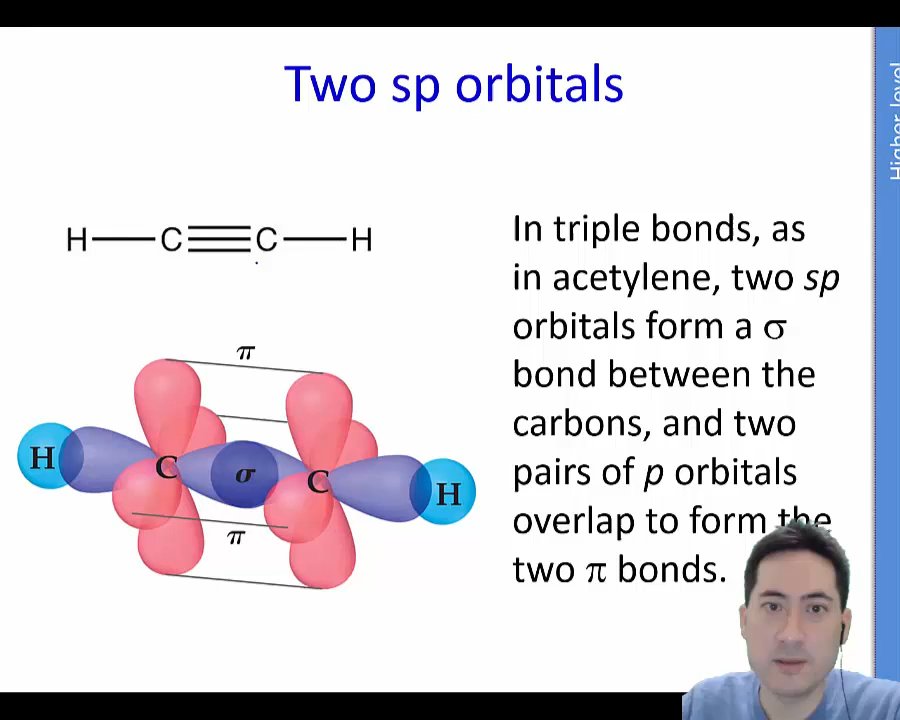 Two sp orbitals
Higher level
H C C H
In triple bonds, as
in acetylene, two sp
orbitals form a σ
bond between the
carbons, and two
pairs of p orbitals
overlap to form the
two π bonds.
π
H C σ C H
π